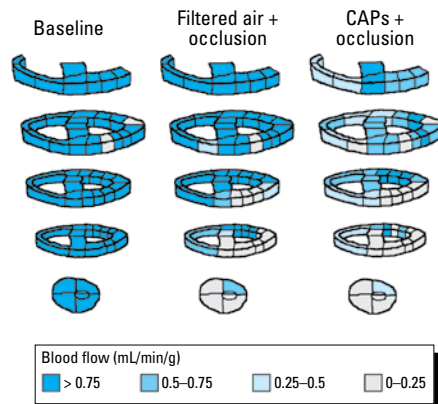 Baseline
Filtered air +
occlusion
CAPs +
occlusion
Blood flow (mL/min/g)
> 0.75
0.5–0.75
0.25–0.5
0–0.25